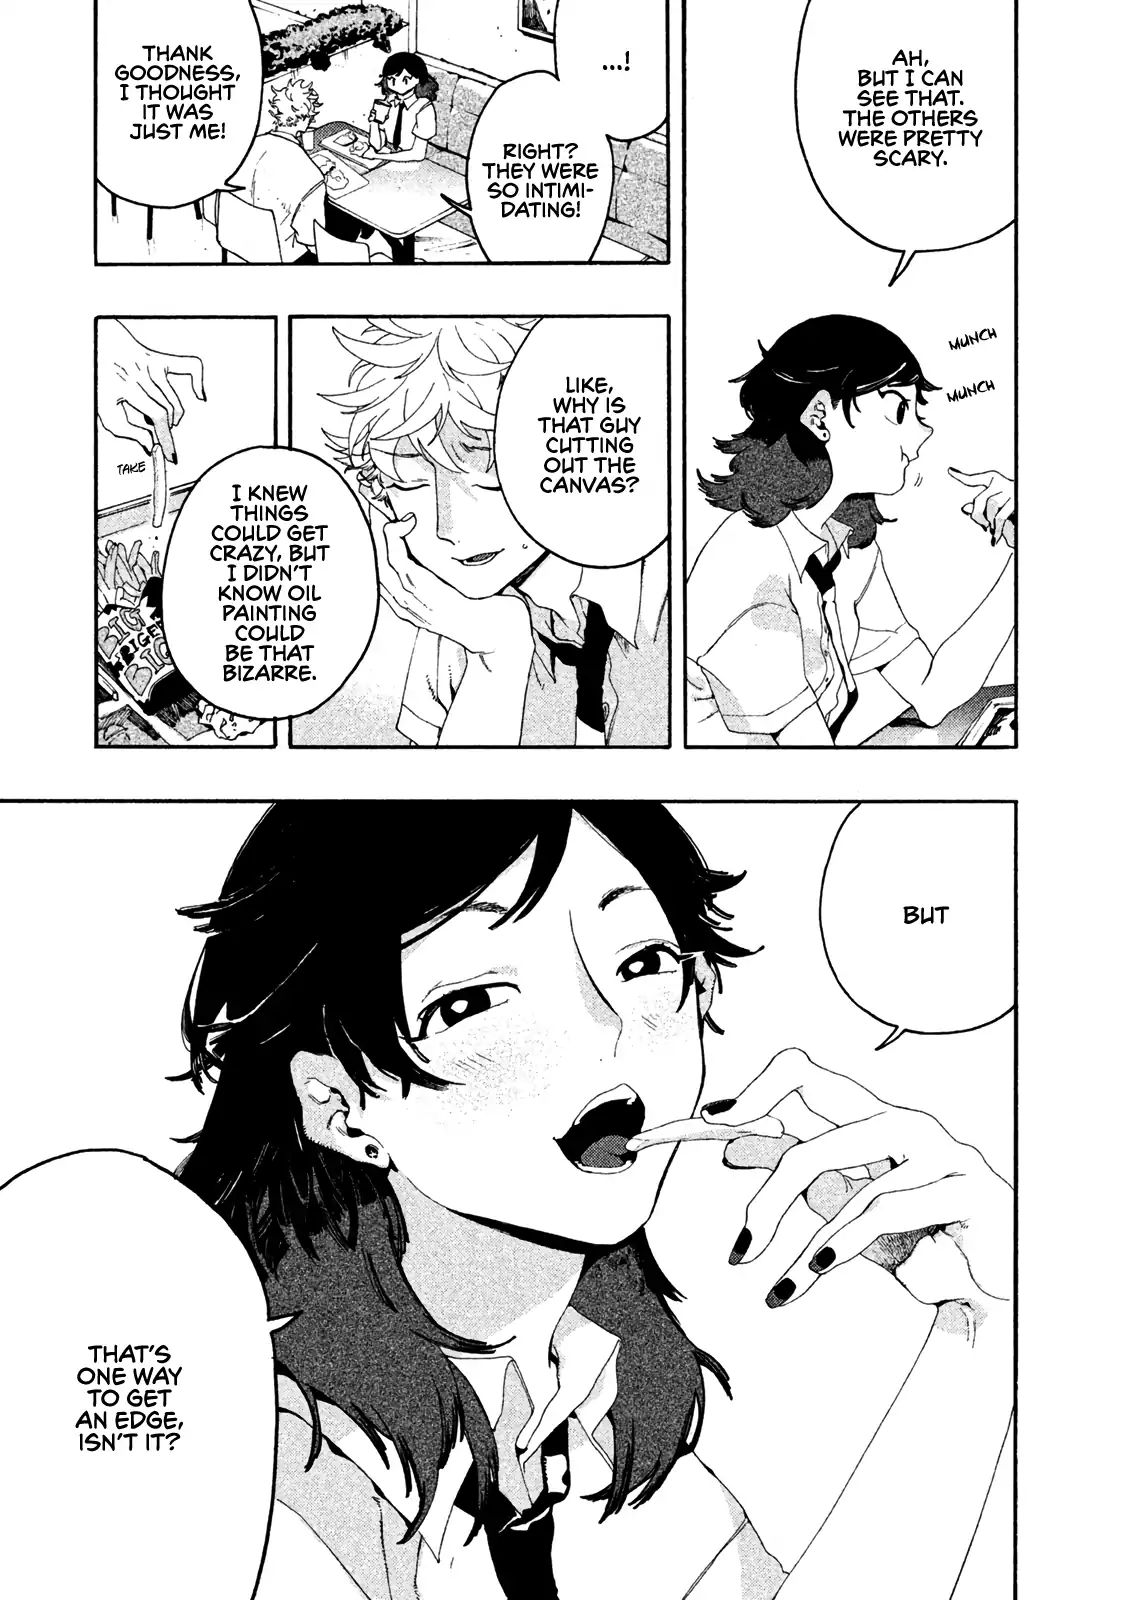 AH,
BUT I CAN
SEE THAT.
THE OTHERS
WERE PRETTY
SCARY.
MUNCH
MUNCH
...!
RIGHT?
THEY WERE
SO INTIMI-
DATING!
THANK
GOODNESS,
I THOUGHT
IT WAS
JUST ME!
LIKE,
WHY IS
THAT GUY
CUTTING
OUT THE
CANVAS?
TAKE
I KNEW
THINGS
COULD GET
CRAZY, BUT
I DIDN'T
KNOW OIL
PAINTING
COULD
BE THAT
BIZARRE.
BIG
BIG
BUT
THAT'S
ONE WAY
TO GET
AN EDGE,
ISN'T IT?